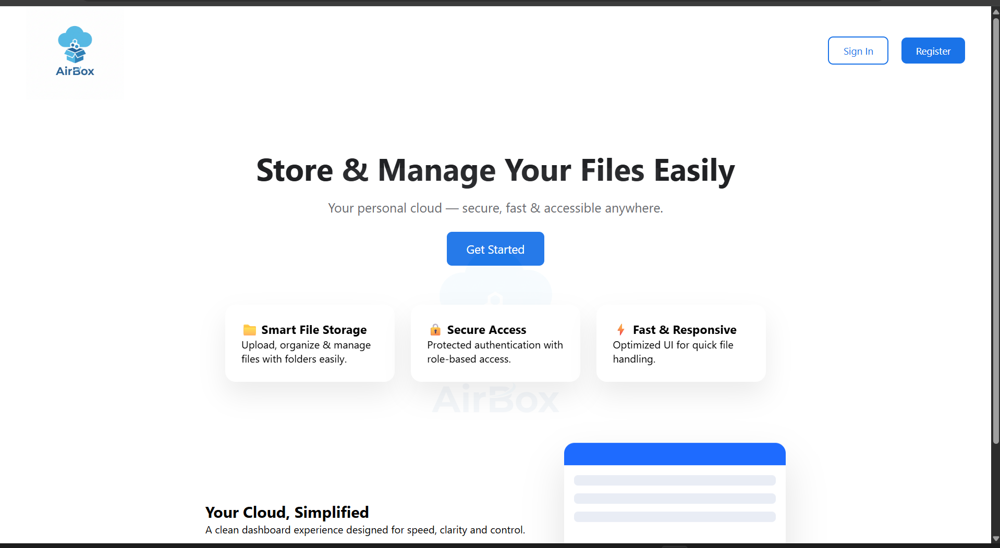 AirBox
Sign In
Register
Store & Manage Your Files Easily
Your personal cloud — secure, fast & accessible anywhere.
Get Started
Smart File Storage
Upload, organize & manage
files with folders easily.
Secure Access
Protected authentication with
role-based access.
Fast & Responsive
Optimized UI for quick file
handling.
AirBox
Your Cloud, Simplified
A clean dashboard experience designed for speed, clarity and control.